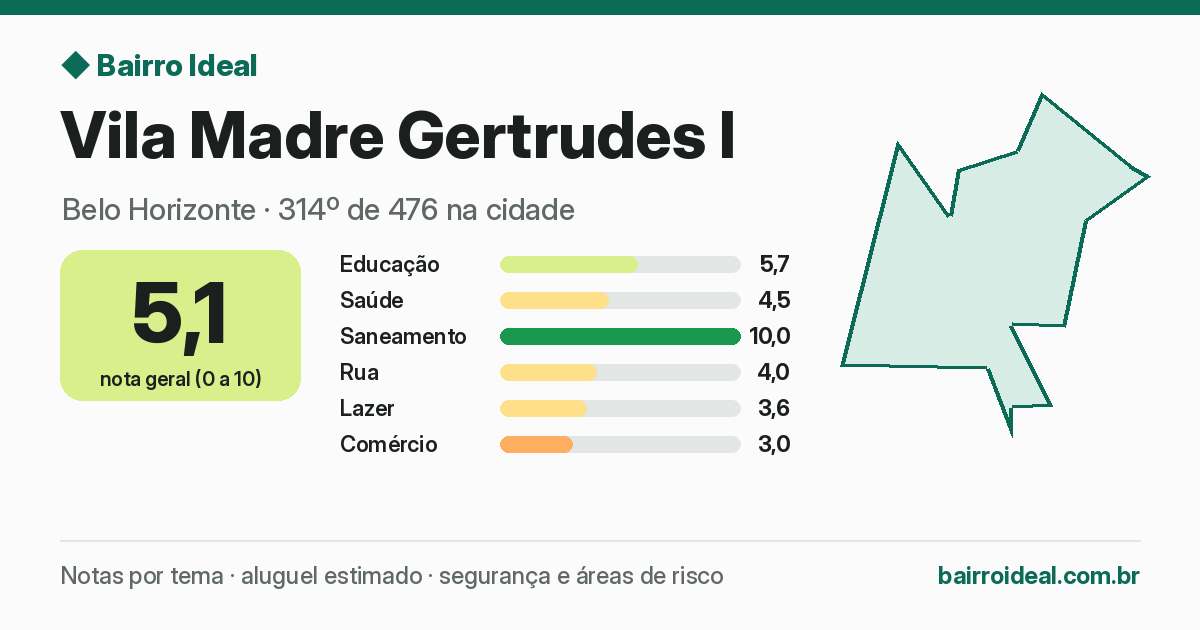 Bairro Ideal
Vila Madre Gertrudes I
Belo Horizonte · 314º de 476 na cidade
5,1
nota geral (0 a 10)
Educação 5,7
Saúde 4,5
Saneamento 10,0
Rua 4,0
Lazer 3,6
Comércio 3,0
Notas por tema · aluguel estimado · segurança e áreas de risco
bairroideal.com.br